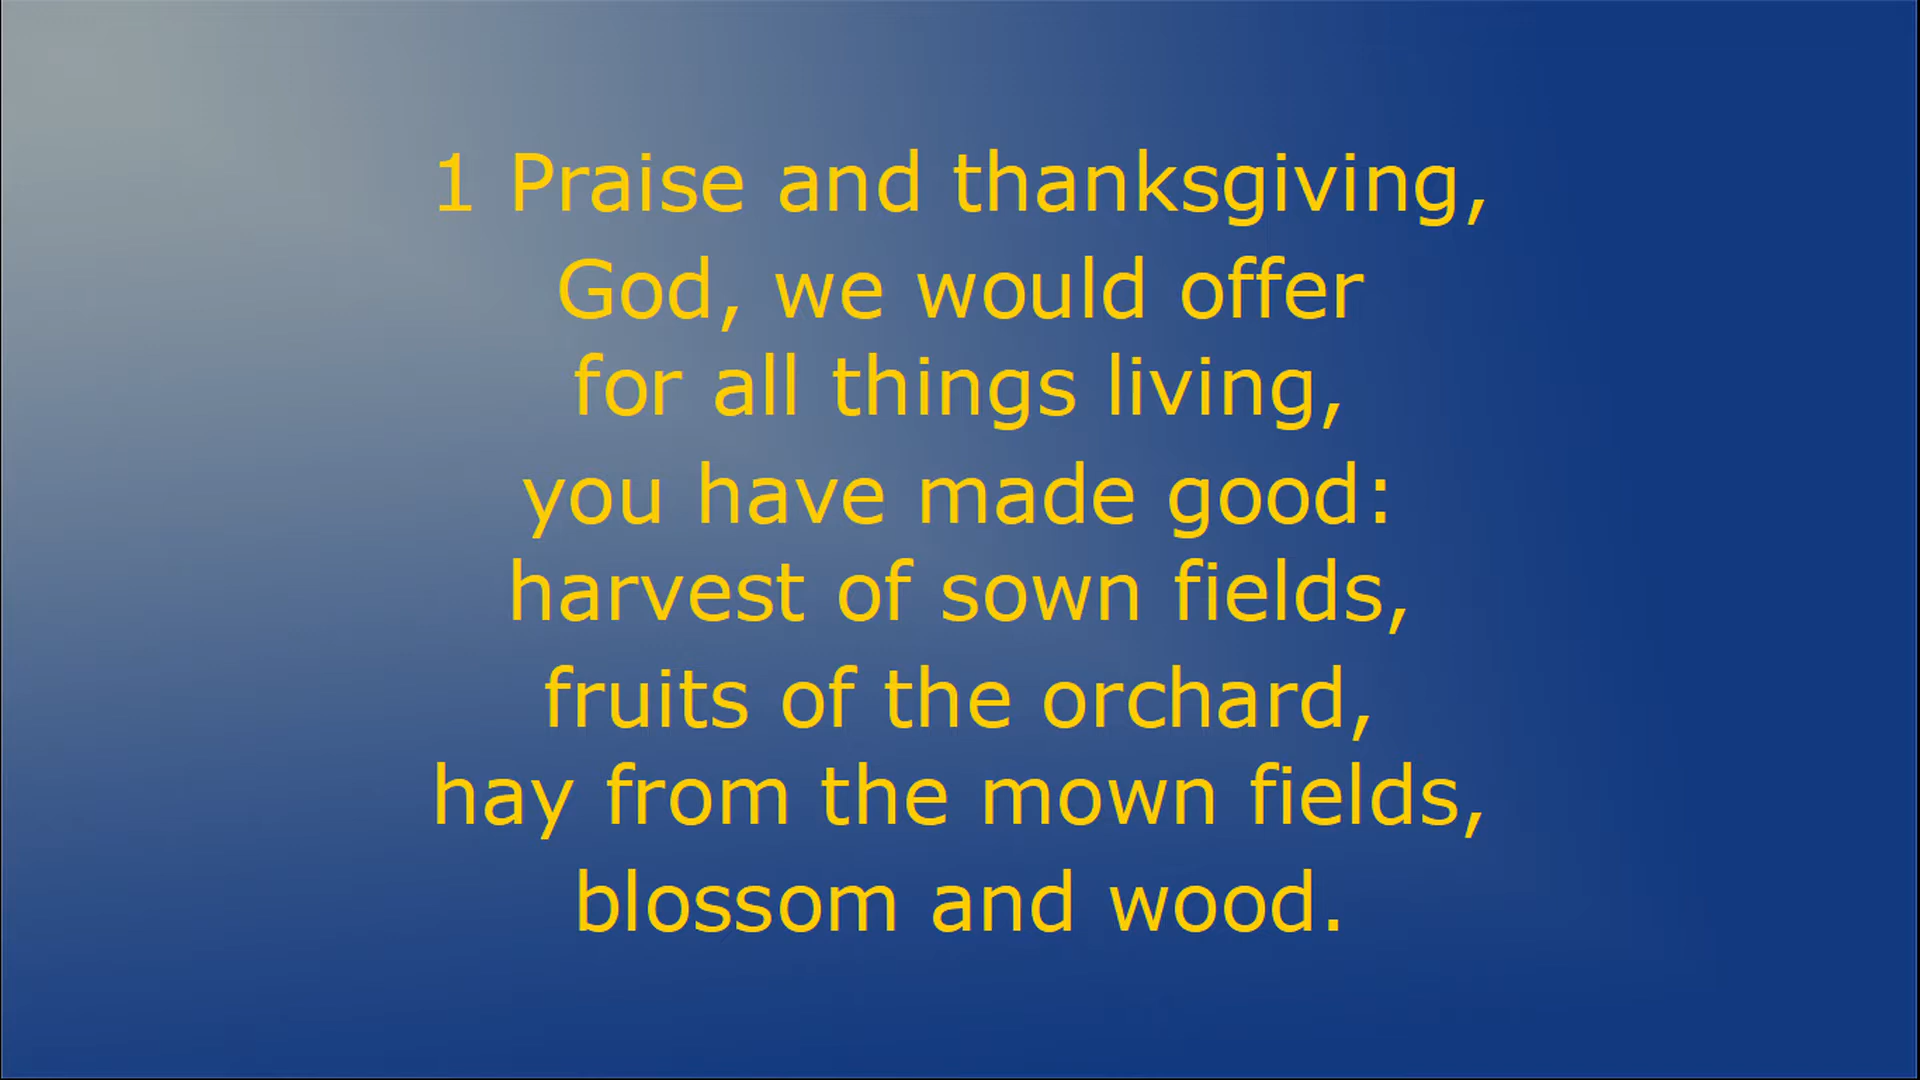 1 Praise and thanksgiving,
God, we would offer
for all things living,
you have made good:
harvest of sown fields,
fruits of the orchard,
hay from the mown fields,
blossom and wood.